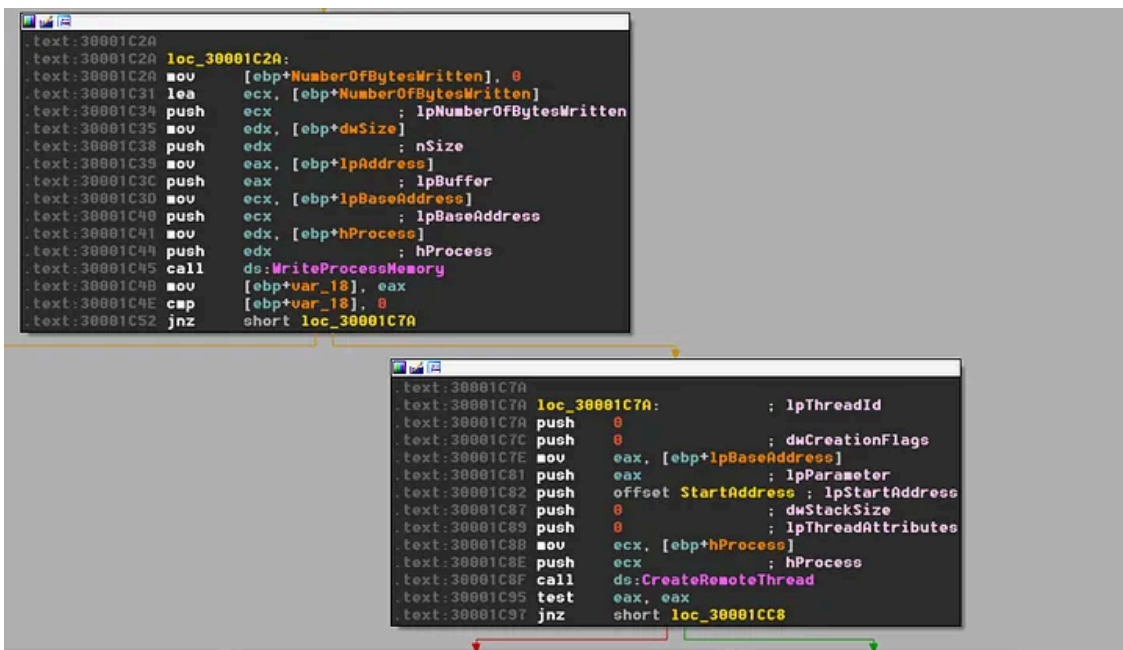 .text:30001C2A
.text:30001C2A loc_30001C2A:
.text:30001C2A mov [ebp+NumberOfBytesWritten], 0
.text:30001C31 lea ecx, [ebp+NumberOfBytesWritten]
.text:30001C34 push ecx ; lpNumberOfBytesWritten
.text:30001C35 mov edx, [ebp+dwSize]
.text:30001C38 push edx ; nSize
.text:30001C39 mov eax, [ebp+lpAddress]
.text:30001C3C push eax ; lpBuffer
.text:30001C3D mov ecx, [ebp+lpBaseAddress]
.text:30001C40 push ecx ; lpBaseAddress
.text:30001C41 mov edx, [ebp+hProcess]
.text:30001C44 push edx ; hProcess
.text:30001C45 call ds:WriteProcessMemory
.text:30001C4B mov [ebp+var_18], eax
.text:30001C4E cmp [ebp+var_18], 0
.text:30001C52 jnz short loc_30001C7A
.text:30001C7A
.text:30001C7A loc_30001C7A: ; lpThreadId
.text:30001C7A push 0
.text:30001C7C push 0 ; dwCreationFlags
.text:30001C7E mov eax, [ebp+lpBaseAddress]
.text:30001C81 push eax ; lpParameter
.text:30001C82 push offset StartAddress ; lpStartAddress
.text:30001C87 push 0 ; dwStackSize
.text:30001C89 push 0 ; lpThreadAttributes
.text:30001C8B mov ecx, [ebp+hProcess]
.text:30001C8E push ecx ; hProcess
.text:30001C8F call ds:CreateRemoteThread
.text:30001C95 test eax, eax
.text:30001C97 jnz short loc_30001CC8